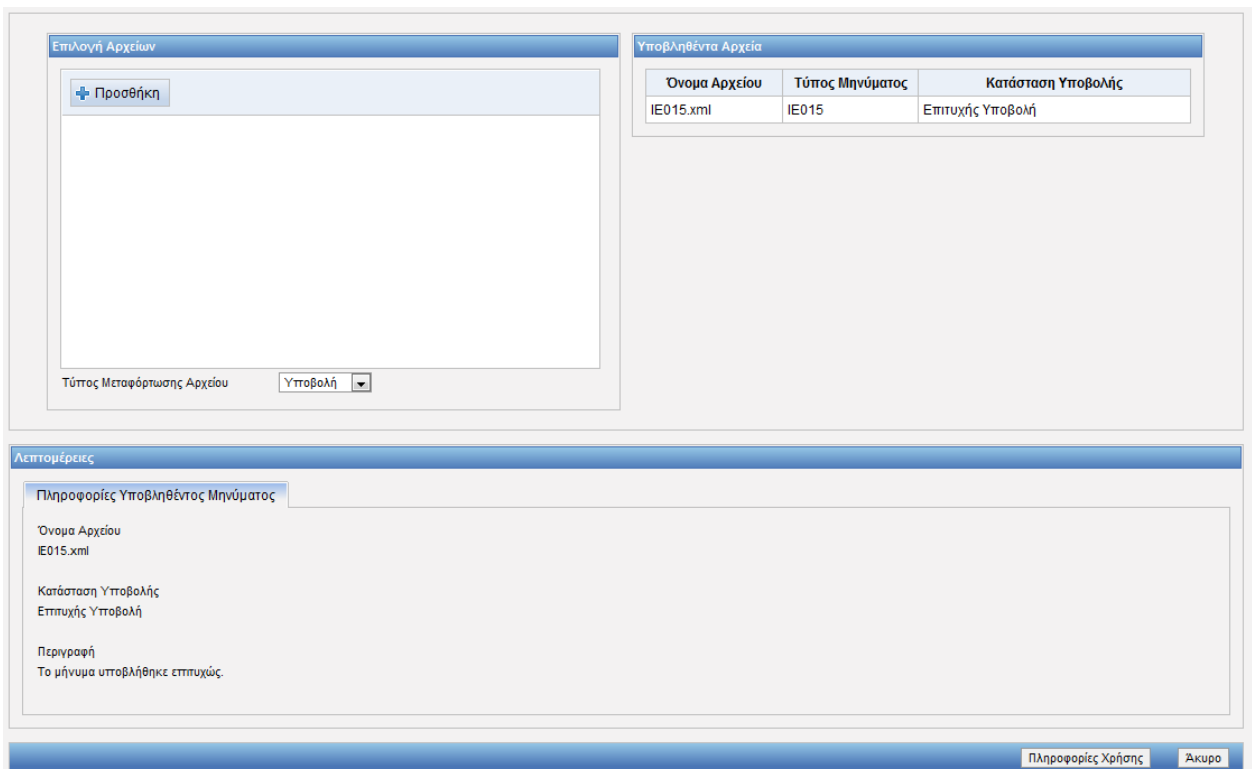 Επιλογή Αρχείων
Προσθήκη
Τύπος Μεταφόρτωσης Αρχείου Υποβολή
Υποβληθέντα Αρχεία
Όνομα Αρχείου Τύπος Μηνύματος Κατάσταση Υποβολής
IE015.xml IE015 Επιτυχής Υποβολή
Λεπτομέρειες
Πληροφορίες Υποβληθέντος Μηνύματος
Όνομα Αρχείου
IE015.xml
Κατάσταση Υποβολής
Επιτυχής Υποβολή
Περιγραφή
Το μήνυμα υποβλήθηκε επιτυχώς.
Πληροφορίες Χρήσης Άκυρο